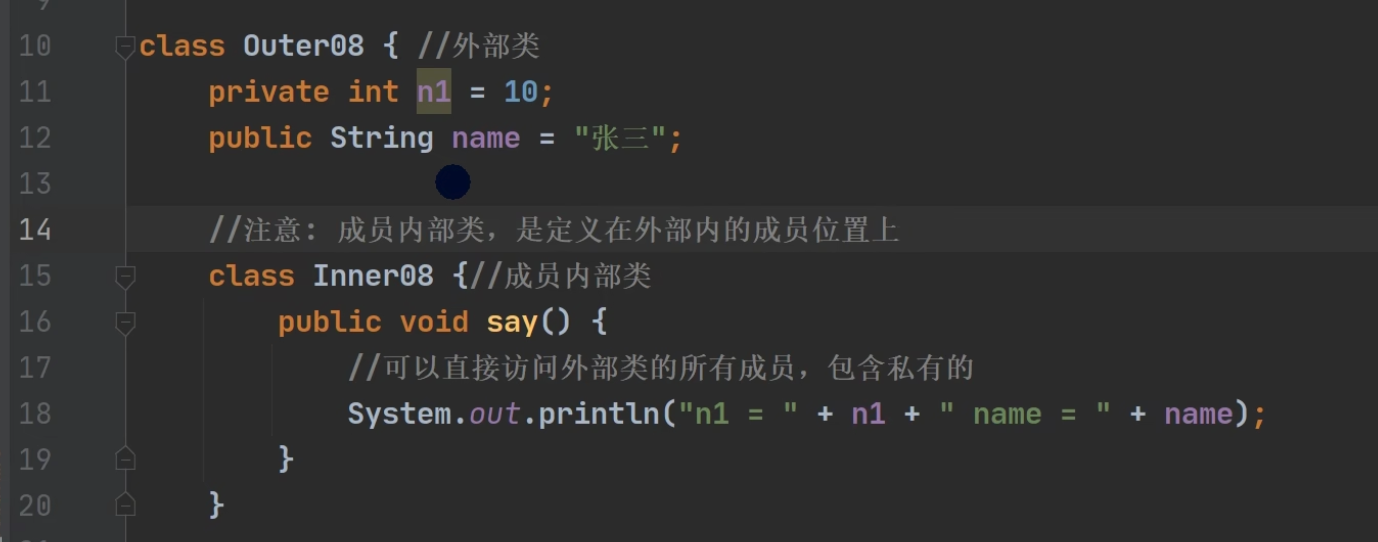 9
10 class Outer08 { //外部类
11 private int n1 = 10;
12 public String name = "张三";
13
14 //注意: 成员内部类，是定义在外部内的成员位置上
15 class Inner08 {//成员内部类
16 public void say() {
17 //可以直接访问外部类的所有成员，包含私有的
18 System.out.println("n1 = " + n1 + " name = " + name);
19 }
20 }